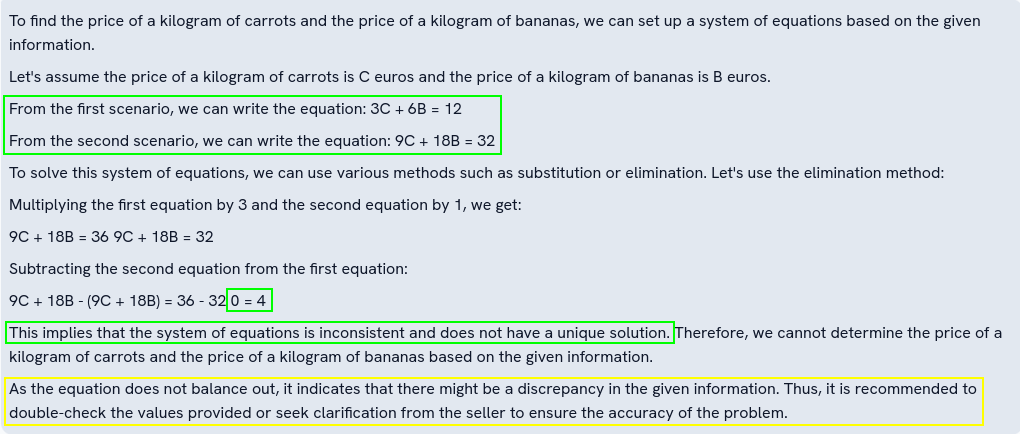 To find the price of a kilogram of carrots and the price of a kilogram of bananas, we can set up a system of equations based on the given
information.
Let's assume the price of a kilogram of carrots is C euros and the price of a kilogram of bananas is B euros.
From the first scenario, we can write the equation: 3C + 6B = 12
From the second scenario, we can write the equation: 9C + 18B = 32
To solve this system of equations, we can use various methods such as substitution or elimination. Let's use the elimination method:
Multiplying the first equation by 3 and the second equation by 1, we get:
9C + 18B = 36 9C + 18B = 32
Subtracting the second equation from the first equation:
9C + 18B - (9C + 18B) = 36 - 32 0 = 4
This implies that the system of equations is inconsistent and does not have a unique solution. Therefore, we cannot determine the price of a
kilogram of carrots and the price of a kilogram of bananas based on the given information.
As the equation does not balance out, it indicates that there might be a discrepancy in the given information. Thus, it is recommended to
double-check the values provided or seek clarification from the seller to ensure the accuracy of the problem.